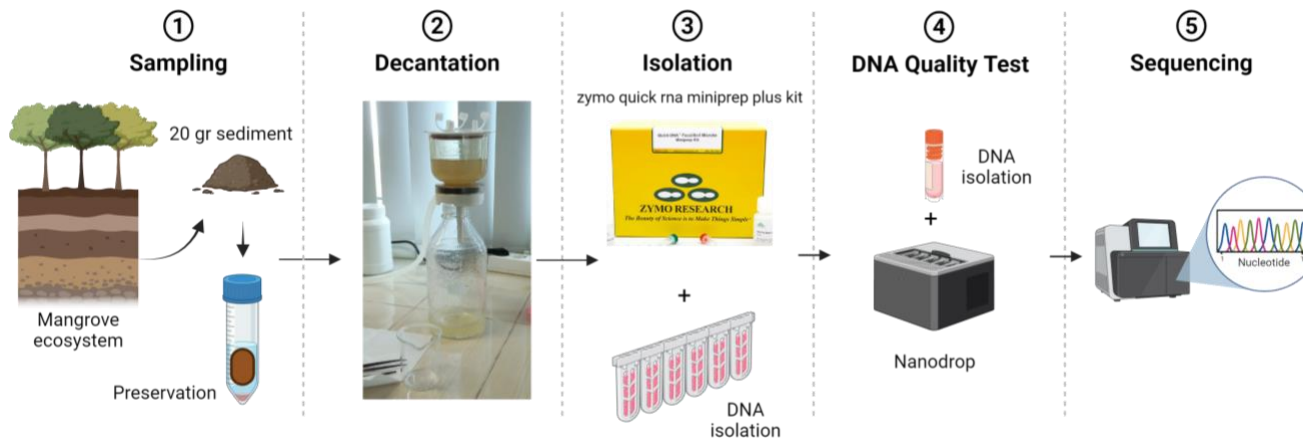 1
Sampling
20 gr sediment
Mangrove
ecosystem
Preservation
2
Decantation
3
Isolation
zymo quick rna miniprep plus kit
ZYMO RESEARCH
The Beauty of Science is to Make Things Simple
+
DNA
isolation
4
DNA Quality Test
DNA
isolation
+
Nanodrop
5
Sequencing
Nucleotide